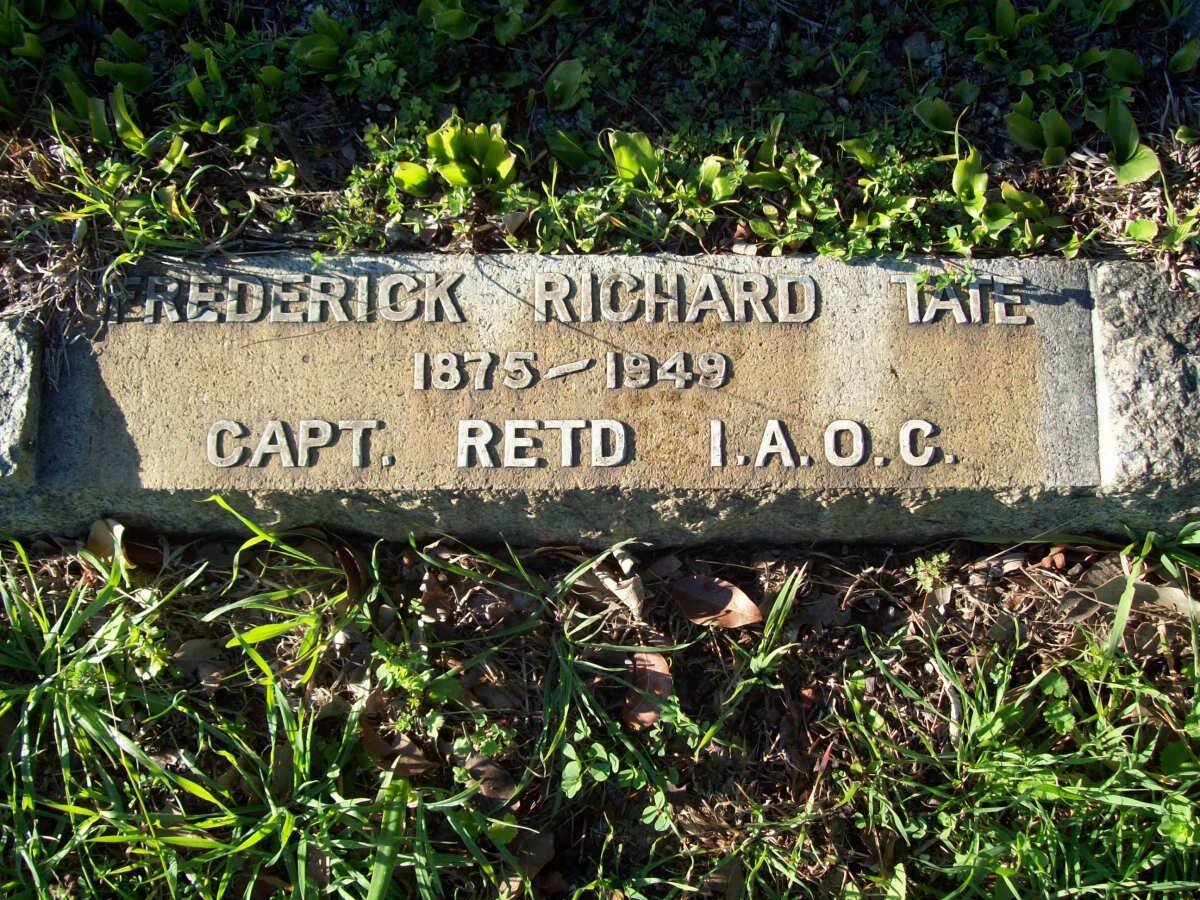 FREDERICK RICHARD TATE
1875 - 1949
CAPT. RETD I.A.O.C.